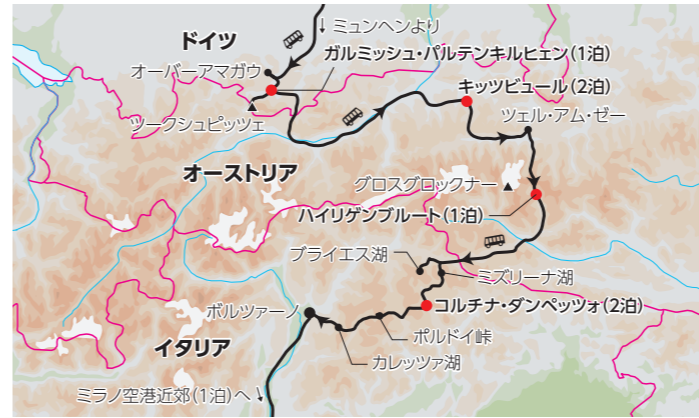 ↓ミュンヘンより
ドイツ
ガルミッシュ・パルテンキルヒェン(1泊)
オーバーアマガウ
キッツビュール(2泊)
ツークシュピッツェ
ツェル・アム・ゼー
オーストリア
グロスグロックナー
ハイリゲンブルート(1泊)
ブライエス湖
ミズリーナ湖
ボルツァーノ
コルチナ・ダンペッツォ(2泊)
ポルドイ峠
イタリア
カレッツァ湖
ミラノ空港近郊(1泊)へ↓